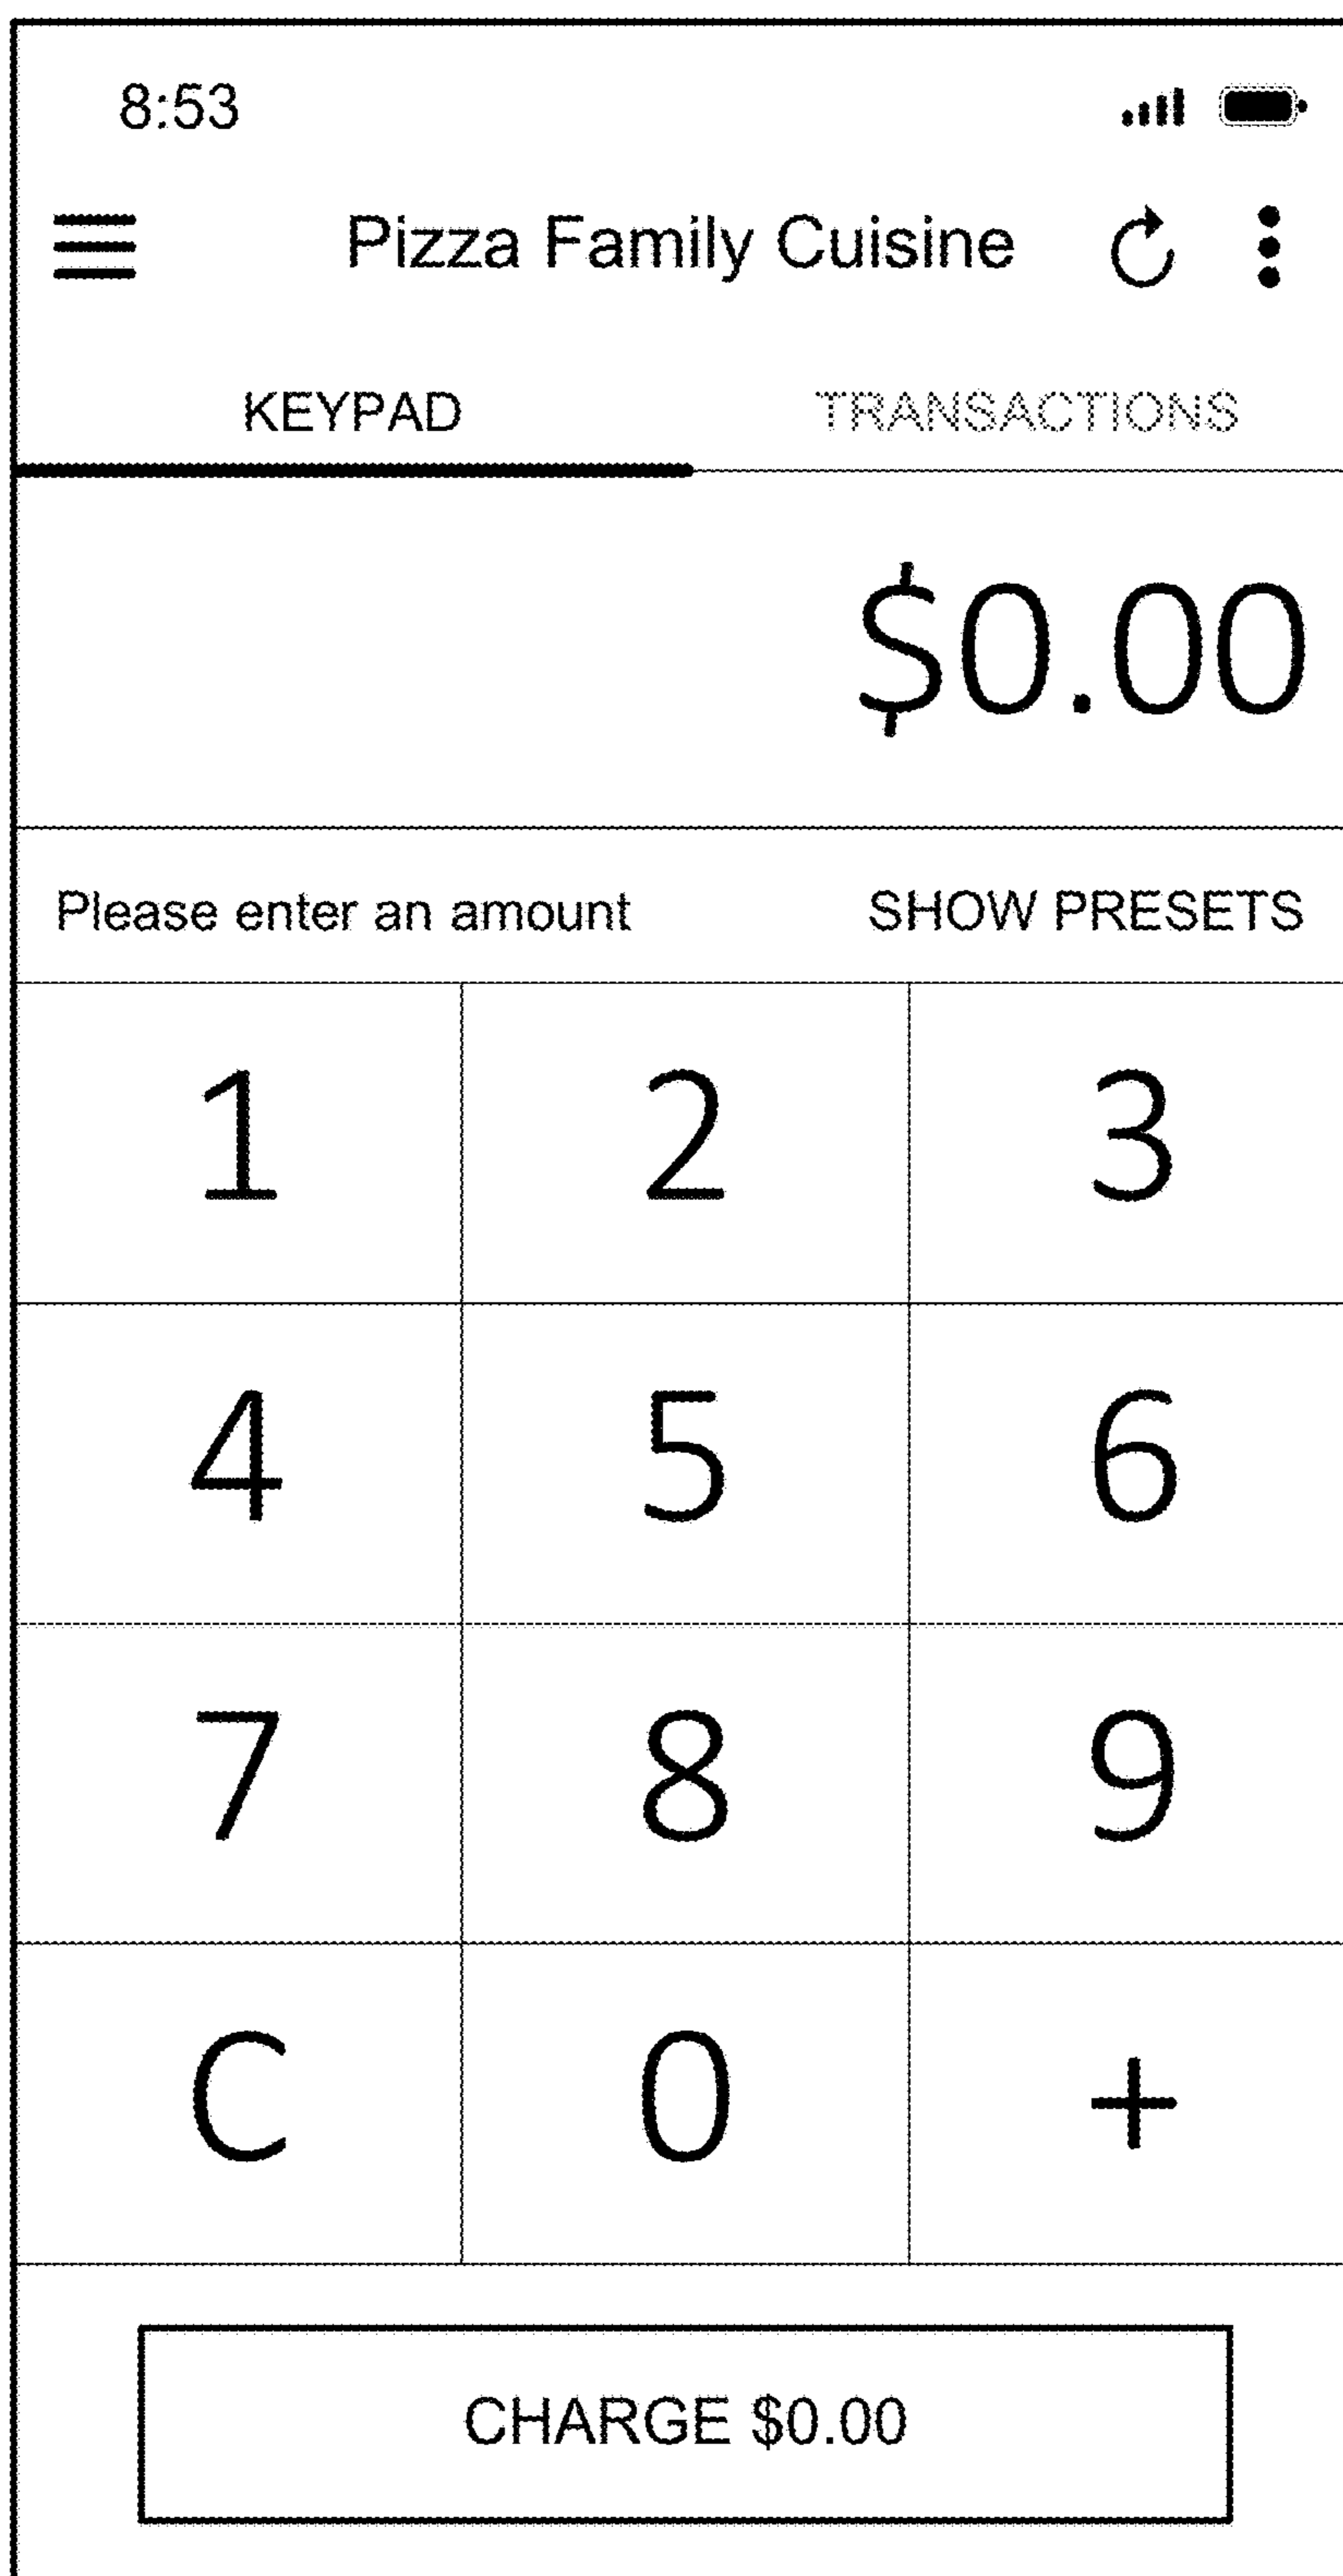 8:53
Pizza Family Cuisine
KEYPAD TRANSACTIONS
$0.00
Please enter an amount SHOW PRESETS
1 2 3
4 5 6
7 8 9
C 0 +
CHARGE $0.00